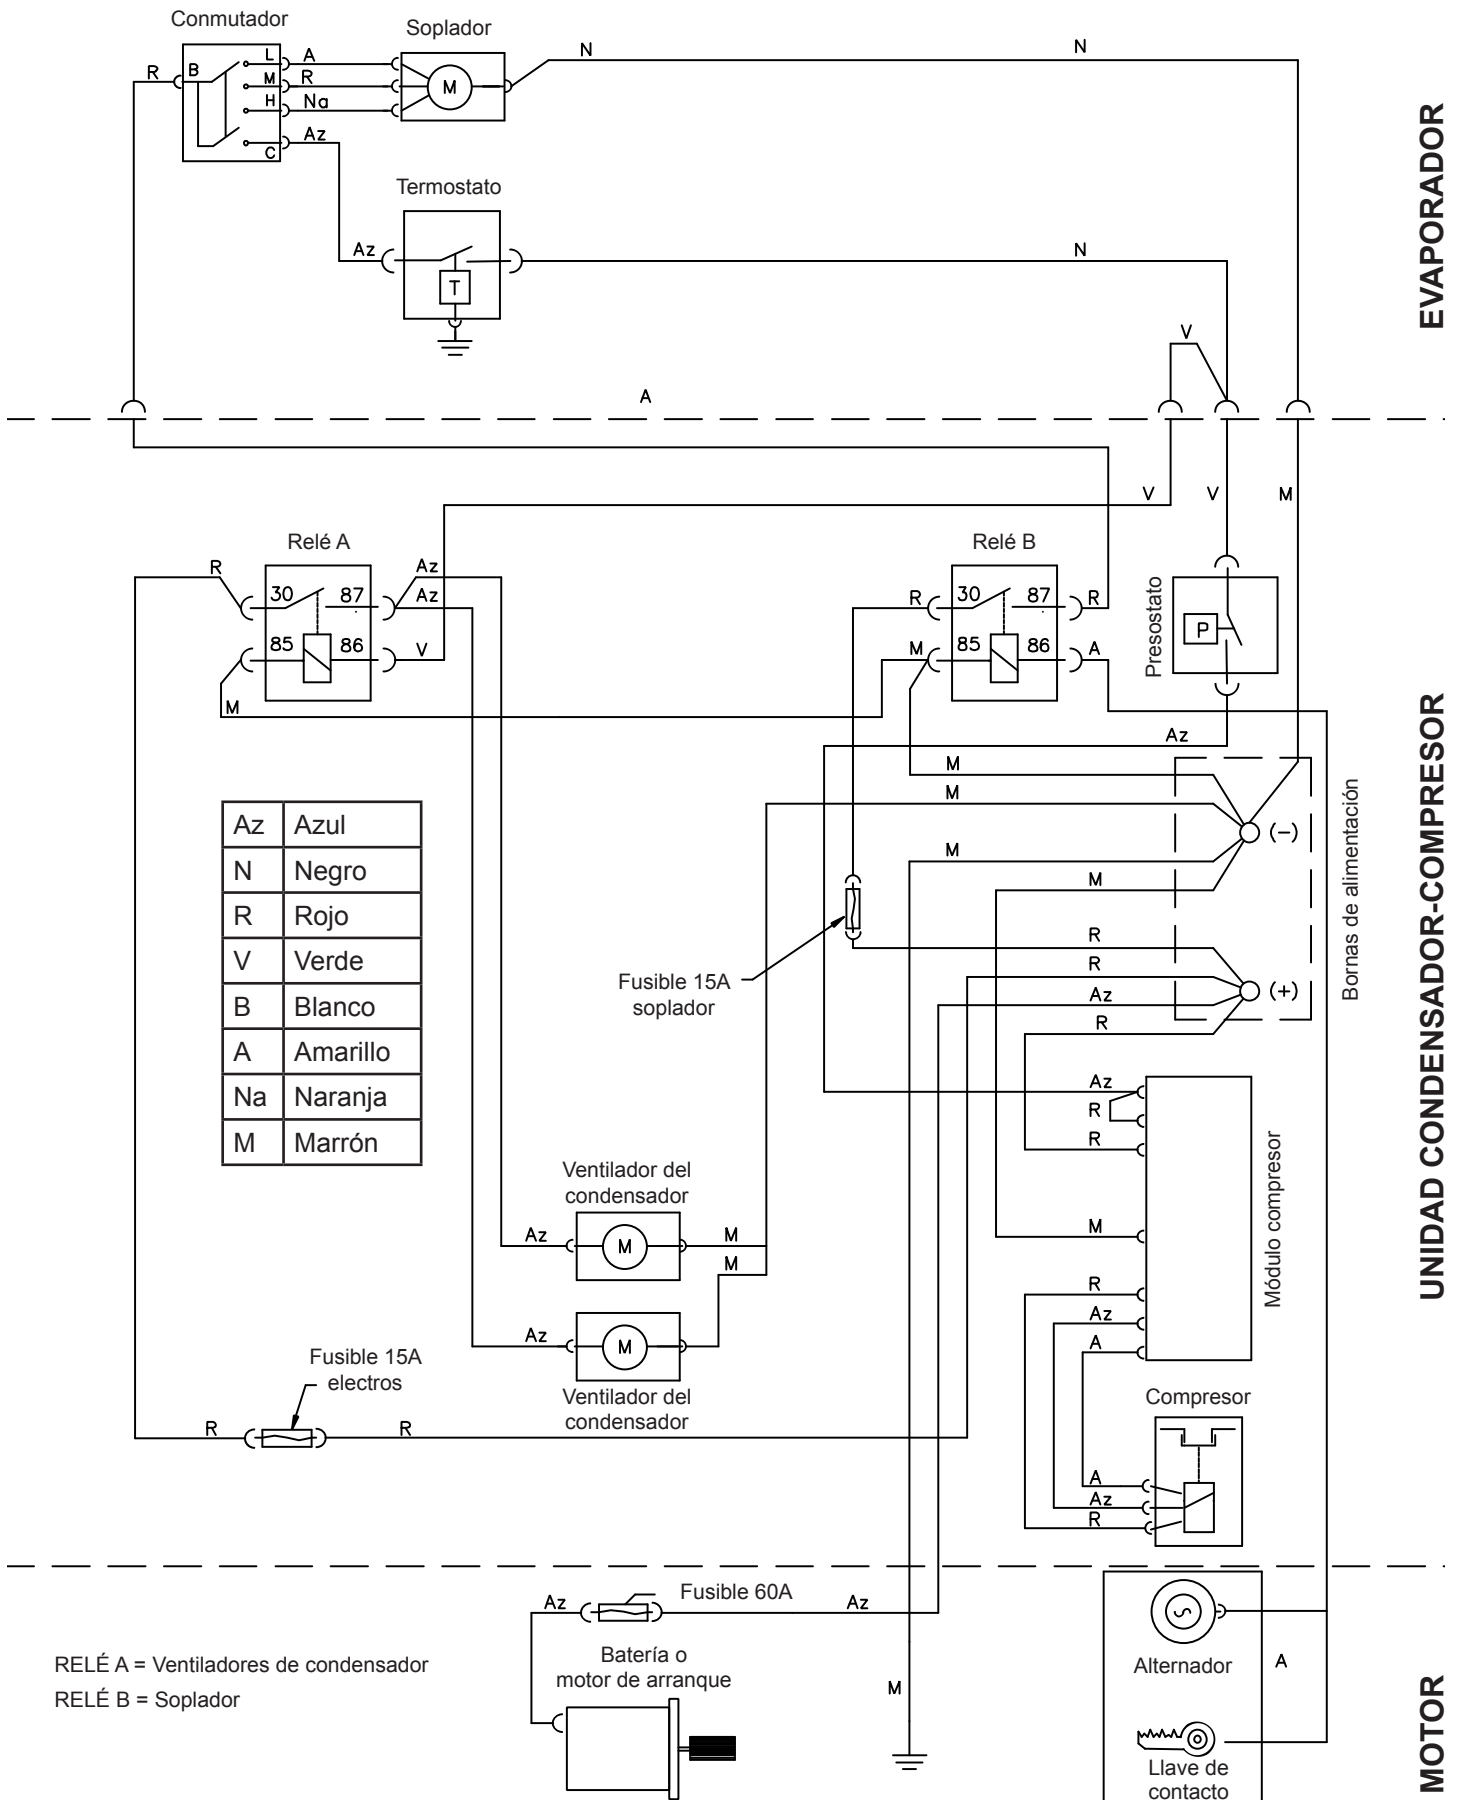 Conmutador
Soplador
R
B
L
A
M
R
H
Na
C
Az
M
N
N
Termostato
Az
T
N
V
EVAPORADOR
A
V
V
M
Relé A
R
30
87
85
86
Az
Az
V
M
Relé B
R
30
87
R
M
85
86
A
Presostato
P
Az
M
M
M
M
(-)
R
R
Az
R
(+)
Bornas de alimentación
UNIDAD CONDENSADOR-COMPRESOR
Az Azul
N Negro
R Rojo
V Verde
B Blanco
A Amarillo
Na Naranja
M Marrón
Fusible 15A
soplador
Az
R
R
M
R
Az
A
Módulo compresor
Ventilador del
condensador
Az
M
M
M
Az
M
Ventilador del
condensador
Fusible 15A
electros
R
R
Compresor
A
Az
R
Az
Fusible 60A
Az
Batería o
motor de arranque
M
Alternador
A
Llave de
contacto
RELÉ A = Ventiladores de condensador
RELÉ B = Soplador
MOTOR